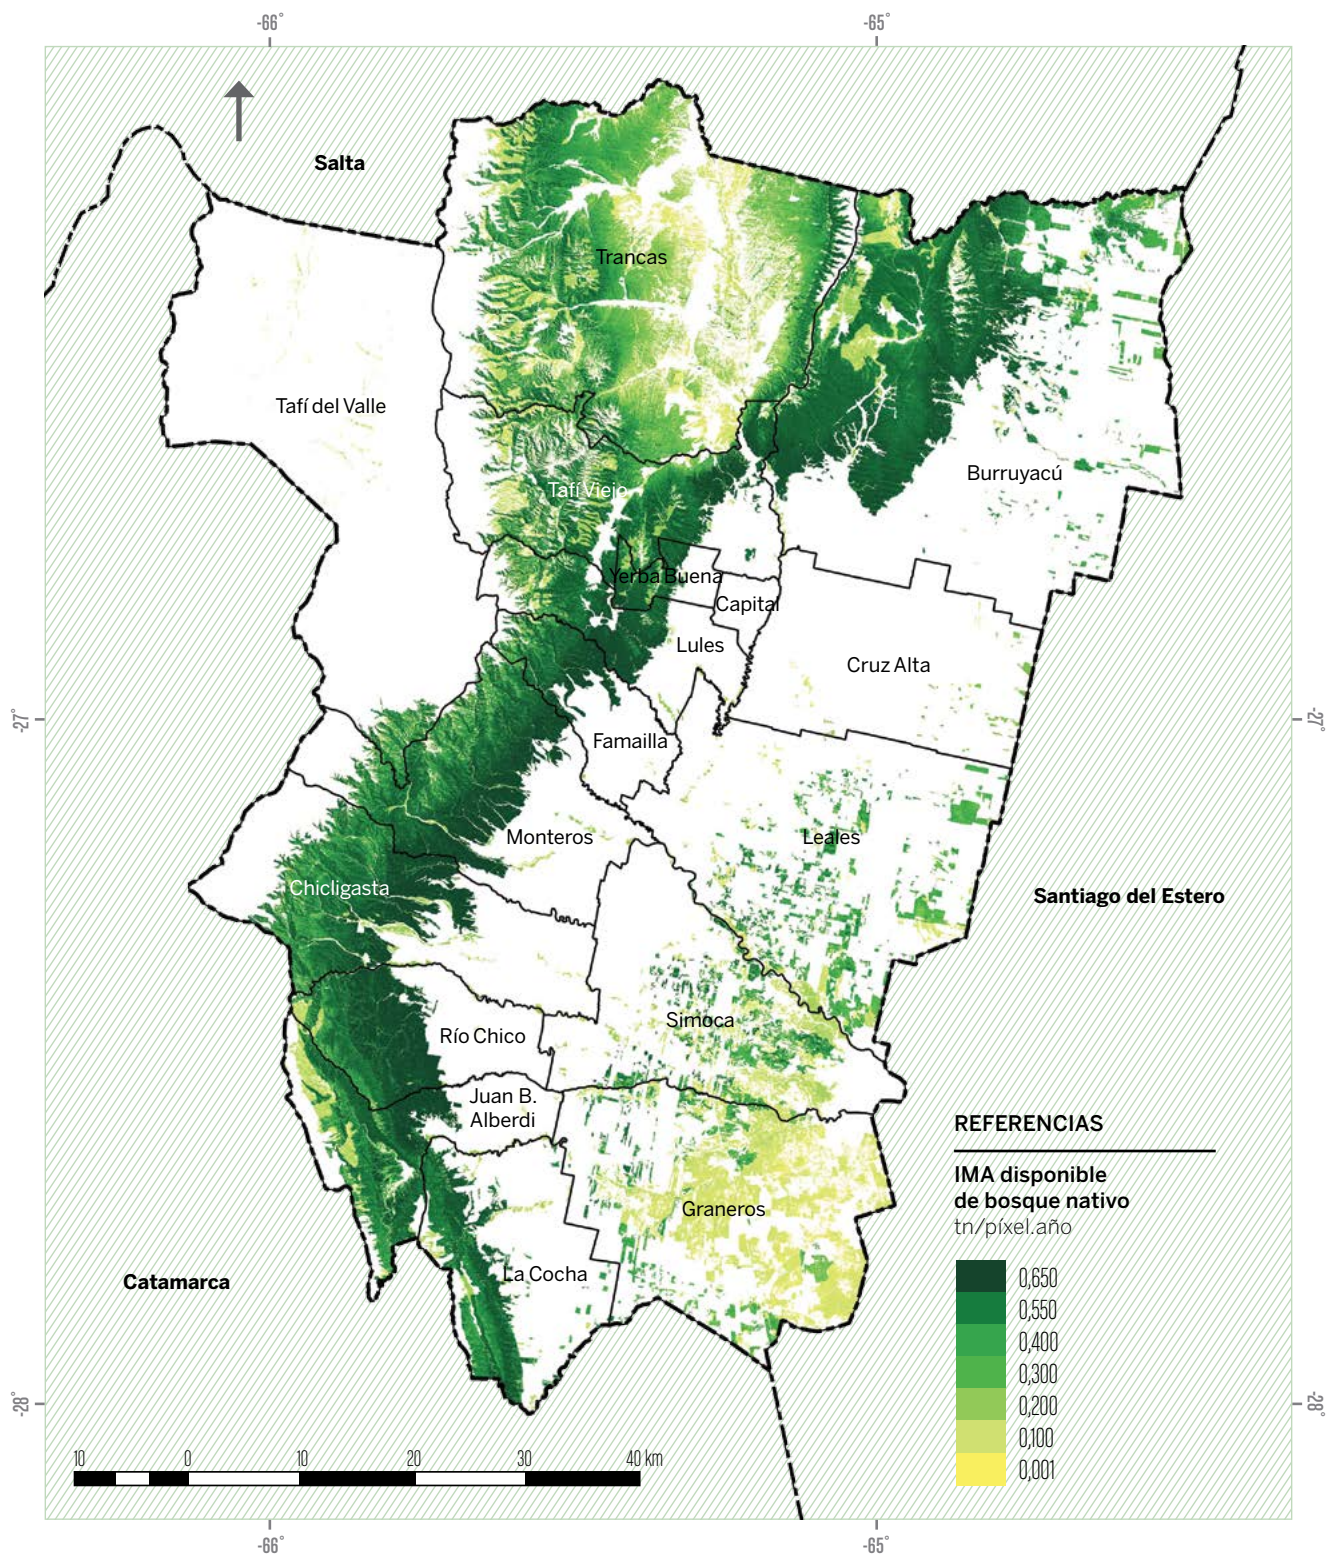 -66°
-65°
Salta
Trancas
Tafí del Valle
Burruyacú
Tafí Viejo
Yerba Buena
Capital
Lules
Cruz Alta
-27°
-27°
Famailla
Monteros
Leales
Chicligasta
Santiago del Estero
Simoca
Río Chico
Juan B.
Alberdi
Graneros
La Cocha
Catamarca
REFERENCIAS
IMA disponible
de bosque nativo
tn/píxel.año
0,650
0,550
0,400
0,300
0,200
0,100
0,001
-28°
-28°
10 0 10 20 30 40 km
-66°
-65°